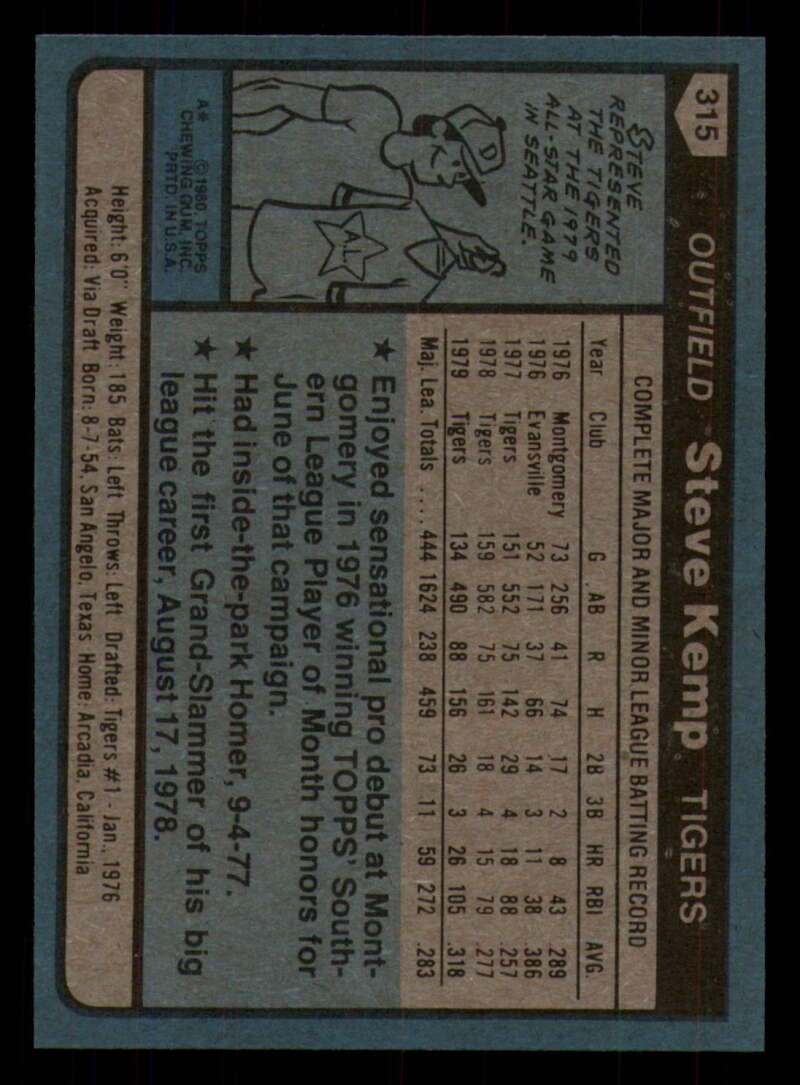 315
OUTFIELD Steve Kemp TIGERS
STEVE
REPRESENTED
THE TIGERS
AT THE 1979
ALL-STAR GAME
IN SEATTLE.
D
A.L.
A* © 1980 TOPPS
CHEWING GUM, INC.
PRTD. IN U.S.A.
COMPLETE MAJOR AND MINOR LEAGUE BATTING RECORD
Year Club G AB R H 2B 3B HR RBI AVG.
1976 Montgomery 73 256 41 74 17 2 8 43 .289
1976 Evansville 52 171 37 66 14 3 11 38 .386
1977 Tigers 151 552 75 142 29 4 18 88 .257
1978 Tigers 159 582 75 161 18 4 15 79 .277
1979 Tigers 134 490 88 156 26 3 26 105 .318
Maj. Lea. Totals .... 444 1624 238 459 73 11 59 272 .283
★ Enjoyed sensational pro debut at Mont-
gomery in 1976 winning TOPPS' South-
ern League Player of Month honors for
June of that campaign.
★ Had inside-the-park Homer, 9-4-77.
★ Hit the first Grand-Slammer of his big
league career, August 17, 1978.
Height: 6'0" Weight: 185 Bats: Left Throws: Left Drafted: Tigers #1 - Jan., 1976
Acquired: Via Draft Born: 8-7-54, San Angelo, Texas Home: Arcadia, California